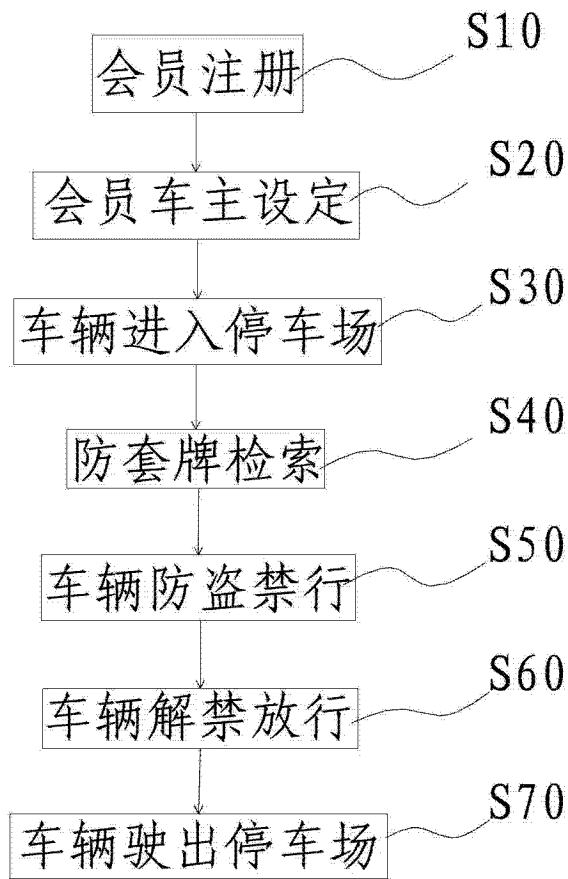 S10
会员注册
S20
会员车主设定
S30
车辆进入停车场
S40
防套牌检索
S50
车辆防盗禁行
S60
车辆解禁放行
S70
车辆驶出停车场